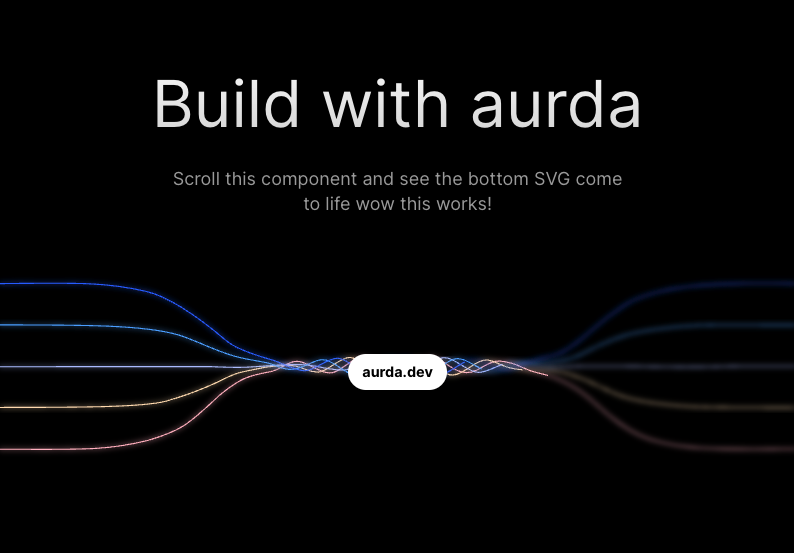 Build with aurda
Scroll this component and see the bottom SVG come
to life wow this works!
aurda.dev